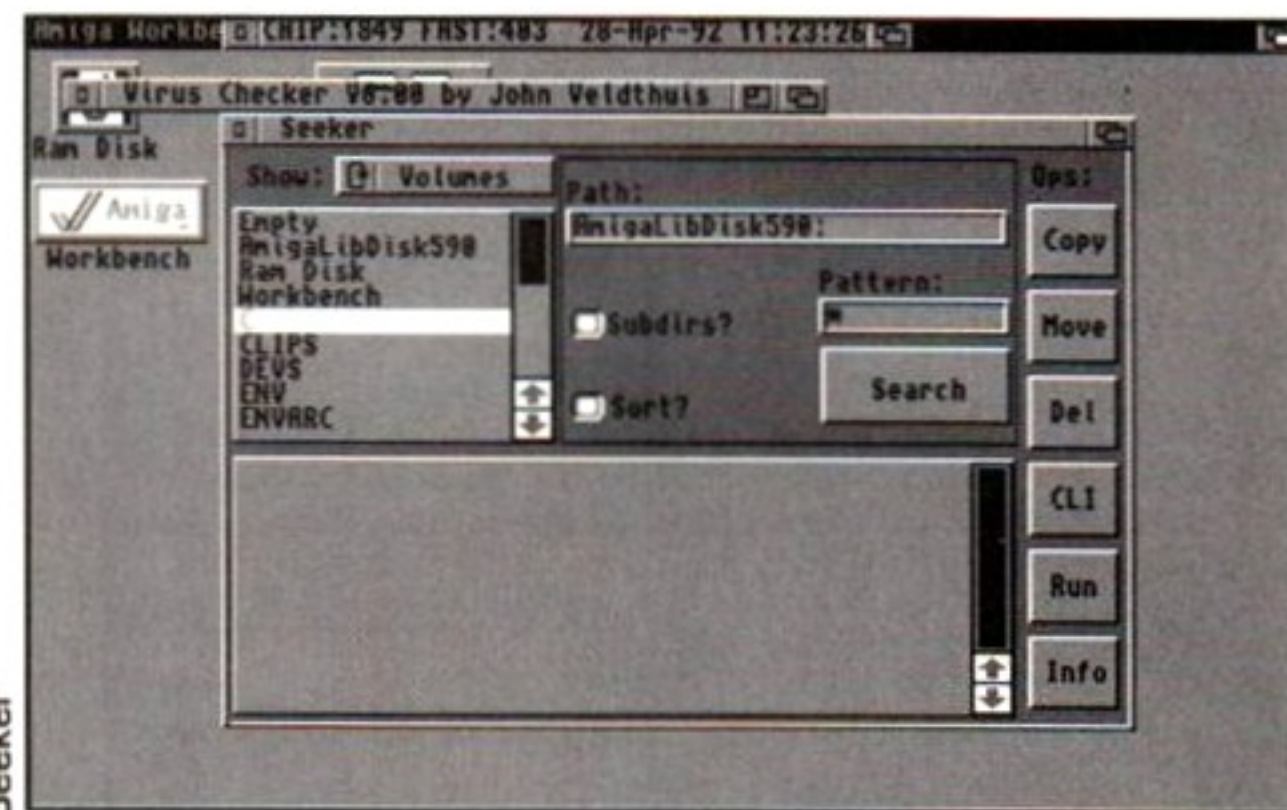 Amiga Workbe
CHIP:1849 FAST:403 28-Apr-92 11:23:26
Virus Checker V6.00 by John Veldthuis
Ram Disk
Amiga
Workbench
Seeker
Show: Volumes
Empty
AmigaLibDisk590
Ram Disk
Workbench
C
CLIPS
DEVS
ENV
ENVARC
Path:
AmigaLibDisk590:
Subdirs?
Sort?
Pattern:
*
Search
Ops:
Copy
Move
Del
CLI
Run
Info
Seeker